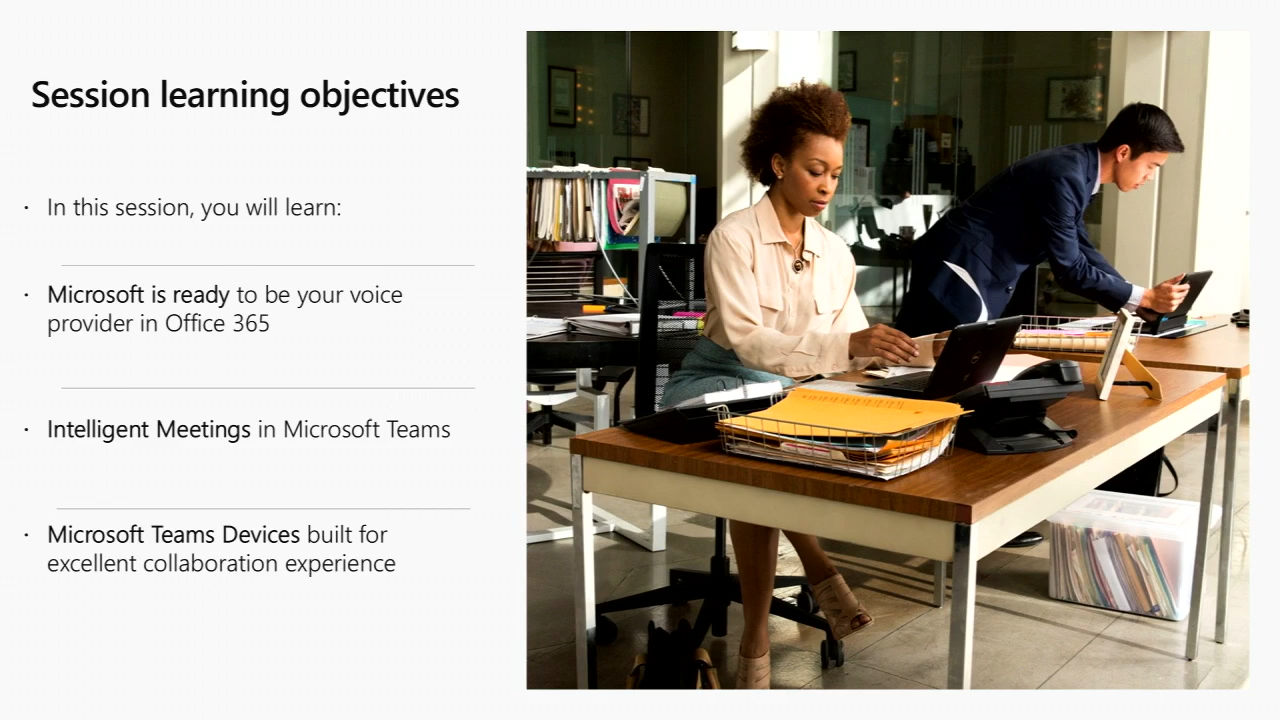 Session learning objectives
· In this session, you will learn:
· Microsoft is ready to be your voice
provider in Office 365
· Intelligent Meetings in Microsoft Teams
· Microsoft Teams Devices built for
excellent collaboration experience